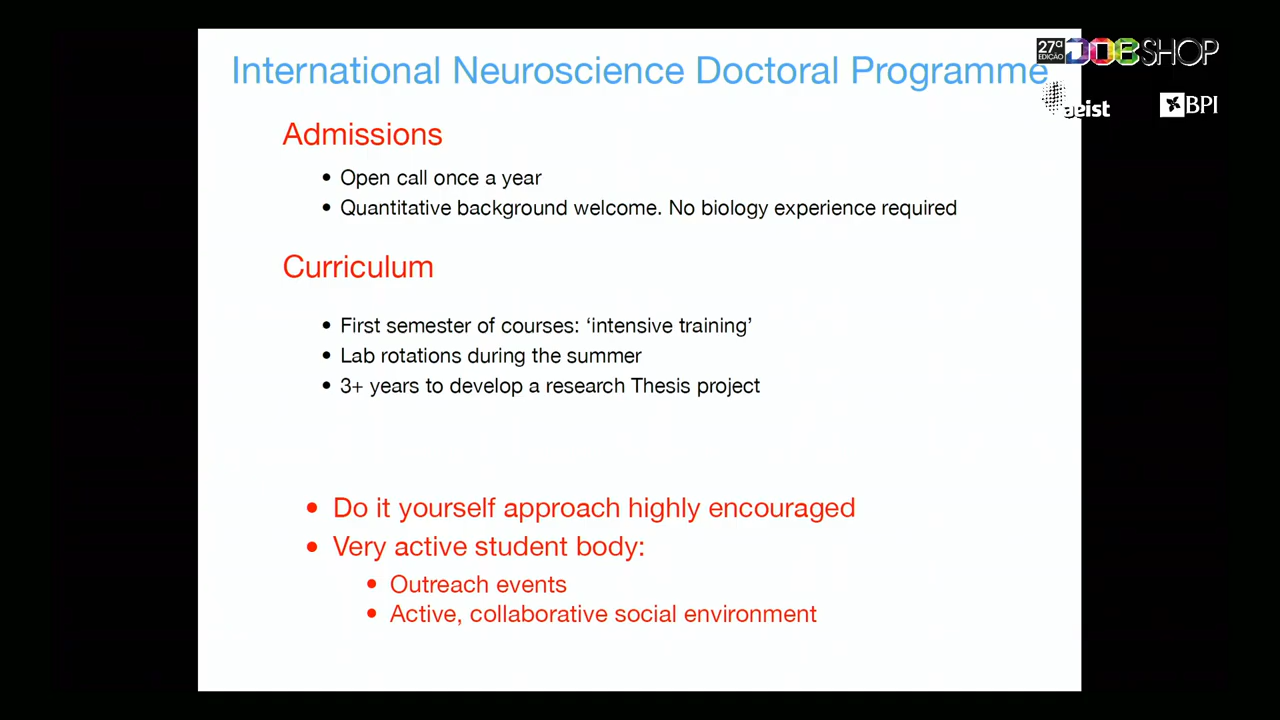 International Neuroscience Doctoral Programme
27ª
EDIÇÃO
JOBSHOP
aeist
BPI
Admissions
• Open call once a year
• Quantitative background welcome. No biology experience required
Curriculum
• First semester of courses: ‘intensive training’
• Lab rotations during the summer
• 3+ years to develop a research Thesis project
• Do it yourself approach highly encouraged
• Very active student body:
• Outreach events
• Active, collaborative social environment